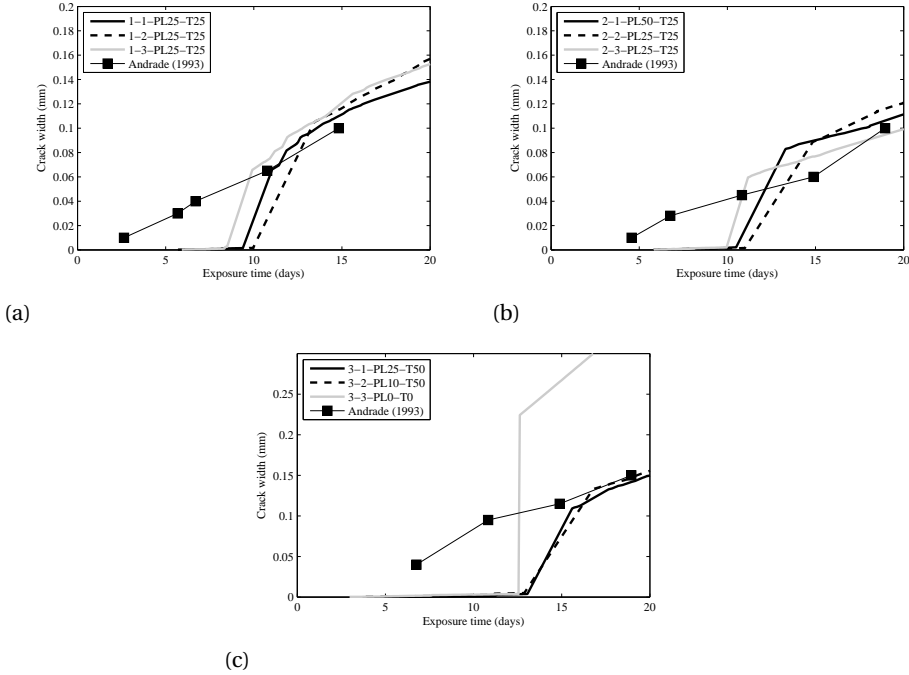 0.2
0.18
0.16
0.14
0.12
0.1
0.08
0.06
0.04
0.02
0
Crack width (mm)
1−1−PL25−T25
1−2−PL25−T25
1−3−PL25−T25
Andrade (1993)
0 5 10 15 20
Exposure time (days)
(a)
0.2
0.18
0.16
0.14
0.12
0.1
0.08
0.06
0.04
0.02
0
Crack width (mm)
2−1−PL50−T25
2−2−PL25−T25
2−3−PL25−T25
Andrade (1993)
0 5 10 15 20
Exposure time (days)
(b)
0.25
0.2
0.15
0.1
0.05
0
Crack width (mm)
3−1−PL25−T50
3−2−PL10−T50
3−3−PL0−T0
Andrade (1993)
0 5 10 15 20
Exposure time (days)
(c)